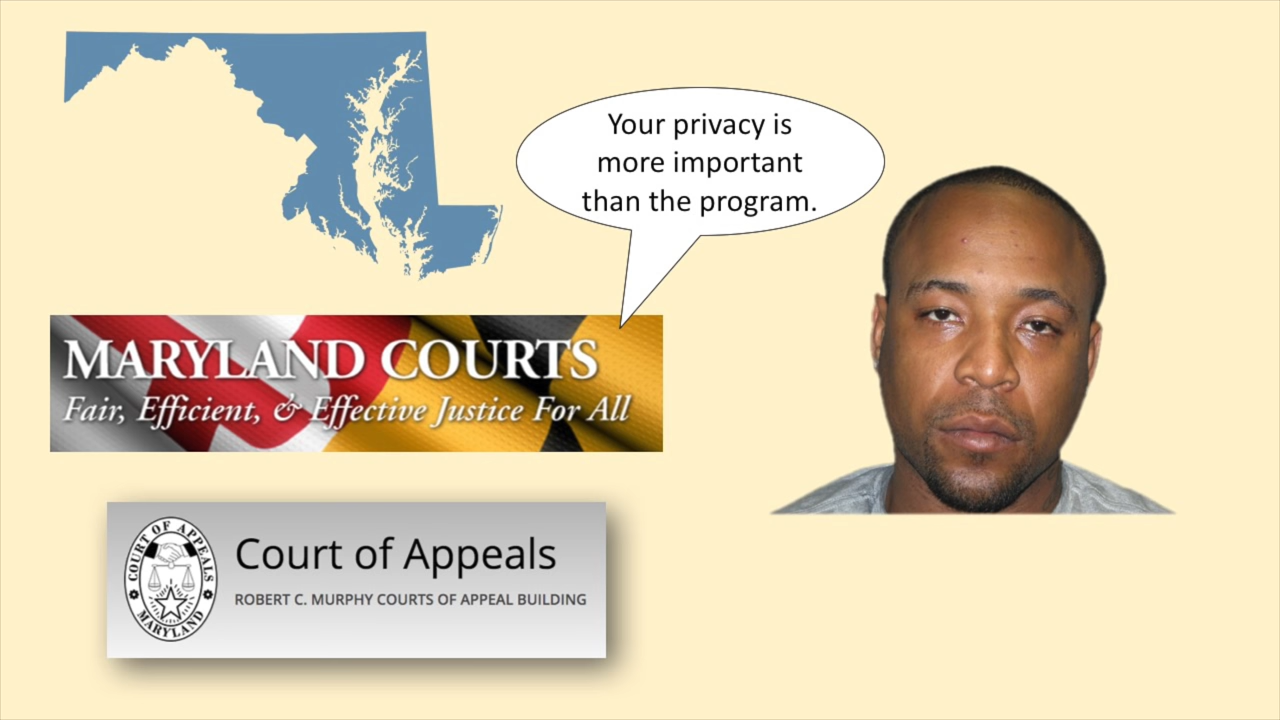 Your privacy is
more important
than the program.
MARYLAND COURTS
Fair, Efficient, & Effective Justice For All
COURT OF APPEALS
MARYLAND
Court of Appeals
ROBERT C. MURPHY COURTS OF APPEAL BUILDING